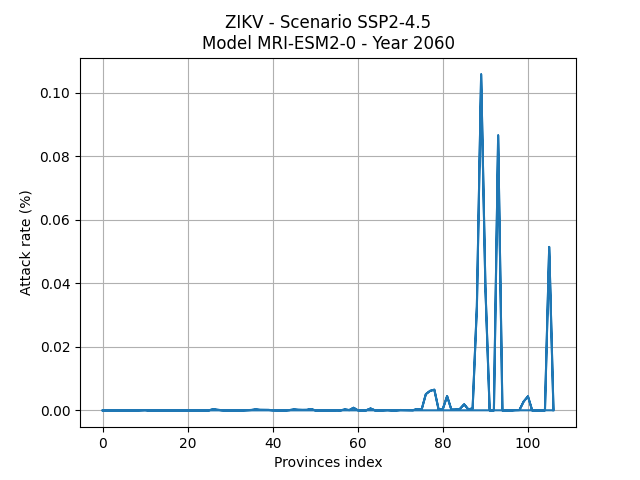 ZIKV - Scenario SSP2-4.5
Model MRI-ESM2-0 - Year 2060
0.10
0.08
0.06
0.04
0.02
0.00
Attack rate (%)
0 20 40 60 80 100
Provinces index